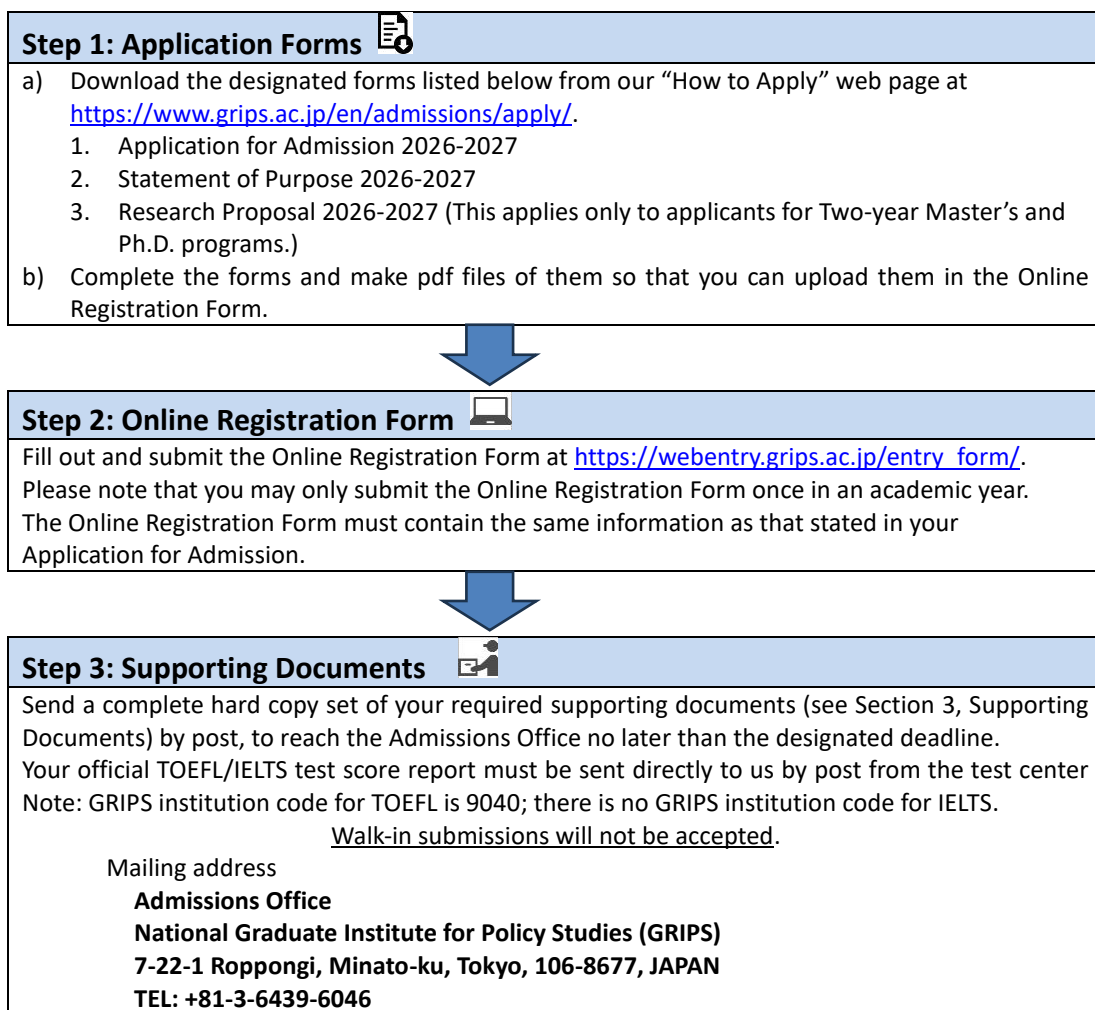 Step 1: Application Forms
a) Download the designated forms listed below from our “How to Apply” web page at
https://www.grips.ac.jp/en/admissions/apply/.
1. Application for Admission 2026-2027
2. Statement of Purpose 2026-2027
3. Research Proposal 2026-2027 (This applies only to applicants for Two-year Master’s and
Ph.D. programs.)
b) Complete the forms and make pdf files of them so that you can upload them in the Online
Registration Form.
Step 2: Online Registration Form
Fill out and submit the Online Registration Form at https://webentry.grips.ac.jp/entry_form/.
Please note that you may only submit the Online Registration Form once in an academic year.
The Online Registration Form must contain the same information as that stated in your
Application for Admission.
Step 3: Supporting Documents
Send a complete hard copy set of your required supporting documents (see Section 3, Supporting
Documents) by post, to reach the Admissions Office no later than the designated deadline.
Your official TOEFL/IELTS test score report must be sent directly to us by post from the test center
Note: GRIPS institution code for TOEFL is 9040; there is no GRIPS institution code for IELTS.
Walk-in submissions will not be accepted.
Mailing address
Admissions Office
National Graduate Institute for Policy Studies (GRIPS)
7-22-1 Roppongi, Minato-ku, Tokyo, 106-8677, JAPAN
TEL: +81-3-6439-6046